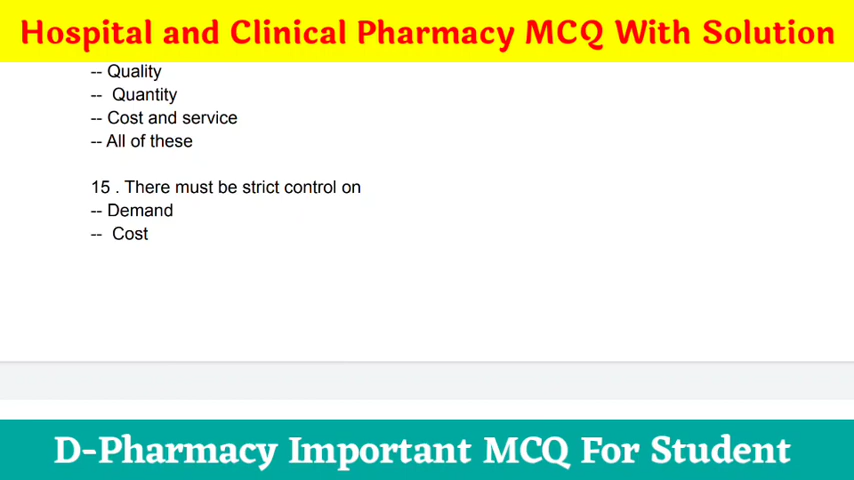 Hospital and Clinical Pharmacy MCQ With Solution
-- Quality
-- Quantity
-- Cost and service
-- All of these
15 . There must be strict control on
-- Demand
-- Cost
D-Pharmacy Important MCQ For Student